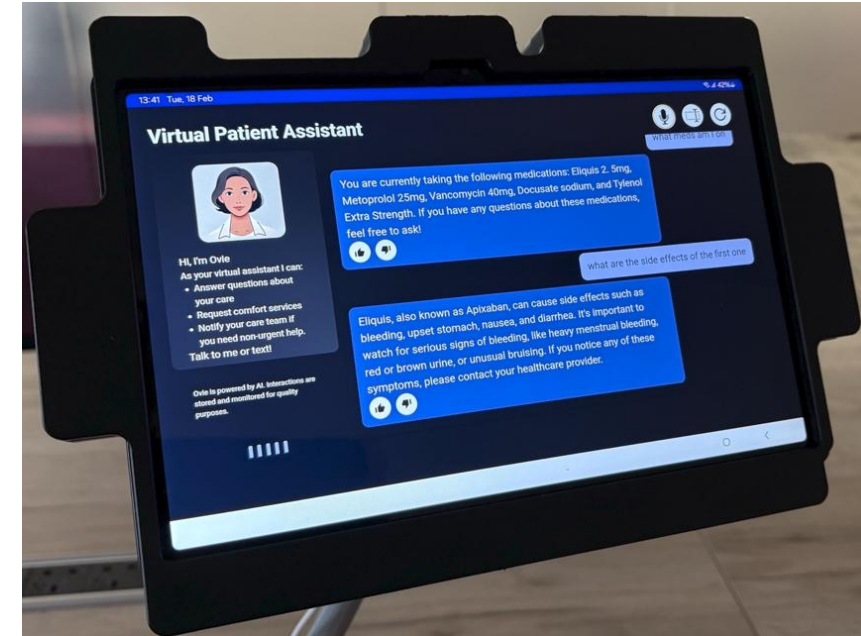 13:41 Tue, 18 Feb
42%
Virtual Patient Assistant
what meds am I on
You are currently taking the following medications: Eliquis 2. 5mg,
Metoprolol 25mg, Vancomycin 40mg, Docusate sodium, and Tylenol
Extra Strength. If you have any questions about these medications,
feel free to ask!
what are the side effects of the first one
Hi, I'm Ovie
As your virtual assistant I can:
• Answer questions about
your care
• Request comfort services
• Notify your care team if
you need non-urgent help.
Talk to me or text!
Eliquis, also known as Apixaban, can cause side effects such as
bleeding, upset stomach, nausea, and diarrhea. It's important to
watch for serious signs of bleeding, like heavy menstrual bleeding,
red or brown urine, or unusual bruising. If you notice any of these
symptoms, please contact your healthcare provider.
Ovie is powered by AI. Interactions are
stored and monitored for quality
purposes.